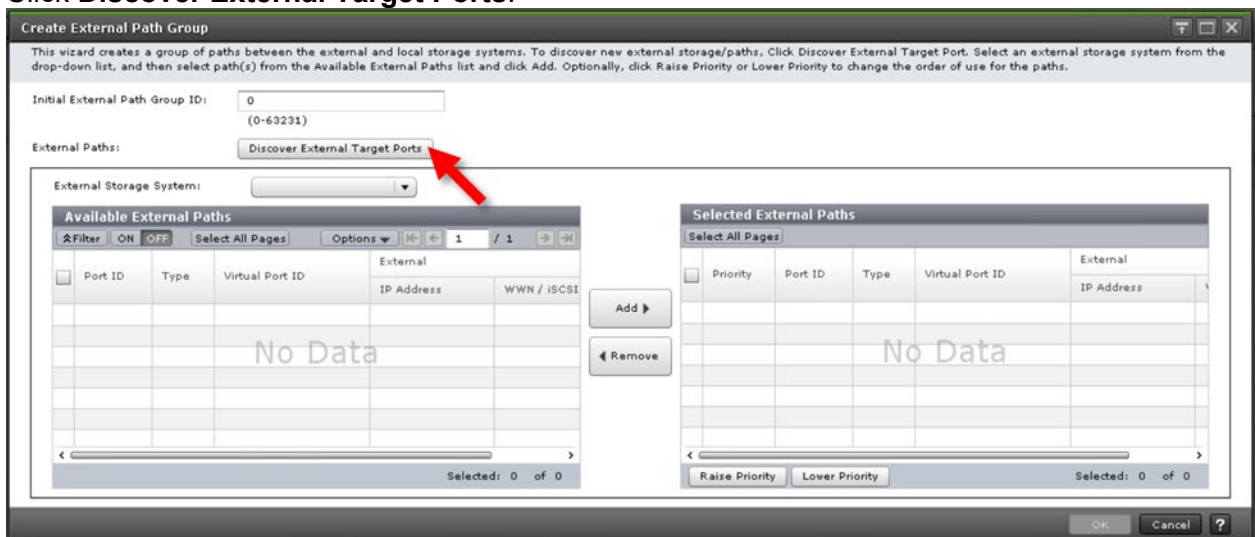 Click Discover External Target Ports.
Create External Path Group
This wizard creates a group of paths between the external and local storage systems. To discover new external storage/paths, Click Discover External Target Port. Select an external storage system from the
drop-down list, and then select path(s) from the Available External Paths list and click Add. Optionally, click Raise Priority or Lower Priority to change the order of use for the paths.
Initial External Path Group ID: 0
(0-63231)
External Paths: Discover External Target Ports
External Storage System:
Available External Paths
Filter ON OFF Select All Pages Options 1 / 1
Port ID Type Virtual Port ID External
IP Address WWN / iSCSI
No Data
Selected: 0 of 0
Add
Remove
Selected External Paths
Select All Pages
Priority Port ID Type Virtual Port ID External
IP Address
No Data
Raise Priority Lower Priority Selected: 0 of 0
OK Cancel ?